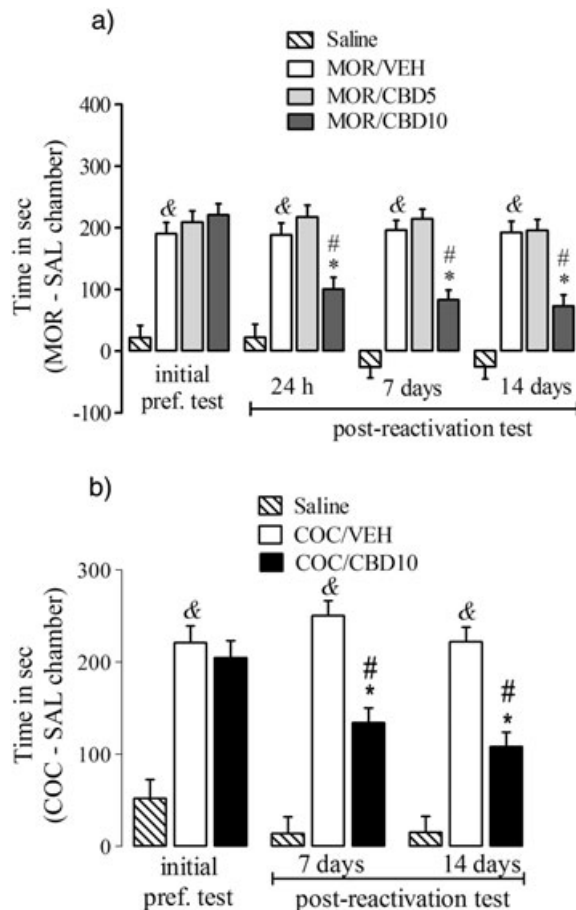 a)
Saline
MOR/VEH
MOR/CBD5
MOR/CBD10
Time in sec
(MOR - SAL chamber)
400
300
200
100
0
-100
&
&
#
*
&
#
*
&
#
*
initial
pref. test
24 h
7 days
14 days
post-reactivation test
b)
Saline
COC/VEH
COC/CBD10
Time in sec
(COC - SAL chamber)
300
200
100
0
&
&
#
*
&
#
*
initial
pref. test
7 days
14 days
post-reactivation test